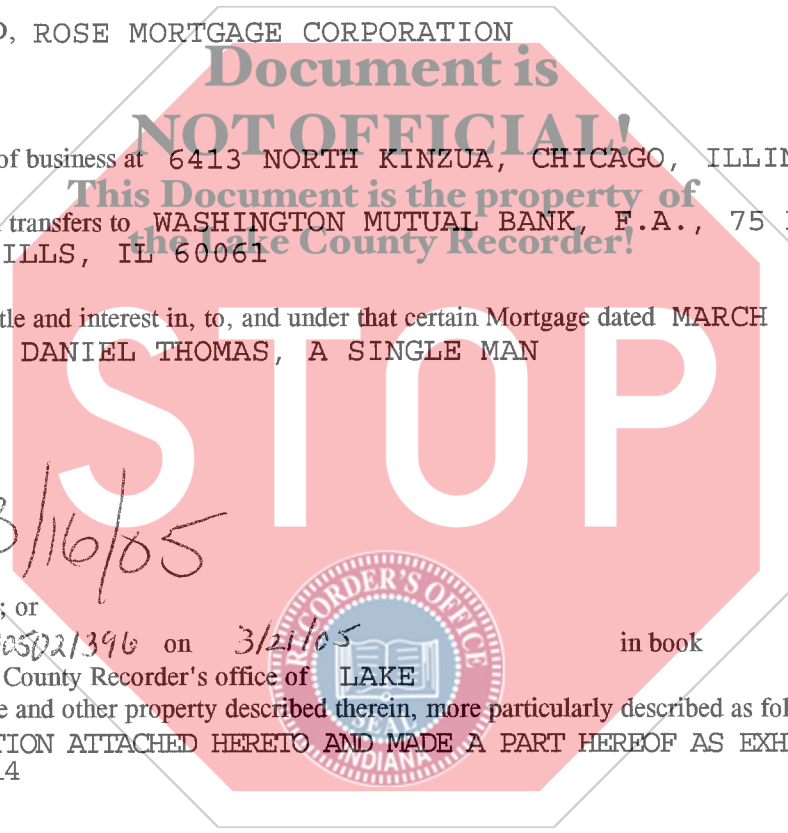 , ROSE MORTGAGE CORPORATION
Document is
NOT OFFICIAL!
of business at 6413 NORTH KINZUA, CHICAGO, ILLIN
This Document is the property of
transfers to WASHINGTON MUTUAL BANK, F.A., 75
the Lake County Recorder!
ILLS, IL 60061
tle and interest in, to, and under that certain Mortgage dated MARCH
DANIEL THOMAS, A SINGLE MAN
STOP
3/16/05
; or
05021396 on 3/21/05 in book
County Recorder's office of LAKE
e and other property described therein, more particularly described as fol
TION ATTACHED HERETO AND MADE A PART HEREOF AS EXH
14
RECORDER'S OFFICE
SEAL
INDIANA